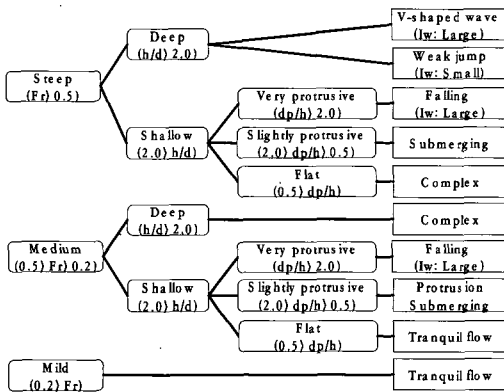 V-shaped wave
(Iw: Large)
Deep
(h/d⟩ 2.0)
Weak jump
(Iw: Small)
Steep
(Fr⟩ 0.5)
Very protrusive
(dp/h⟩ 2.0)
Falling
(Iw: Large)
Shallow
(2.0⟩ h/d)
Slightly protrusive
(2.0⟩ dp/h⟩ 0.5)
Submerging
Flat
(0.5⟩ dp/h)
Complex
Deep
(h/d⟩ 2.0)
Complex
Medium
(0.5⟩ Fr⟩ 0.2)
Very protrusive
(dp/h⟩ 2.0)
Falling
(Iw: Large)
Shallow
(2.0⟩ h/d)
Slightly protrusive
(2.0⟩ dp/h⟩ 0.5)
Protrusion
Submerging
Flat
(0.5⟩ dp/h)
Tranquil flow
Mild
(0.2⟩ Fr)
Tranquil flow